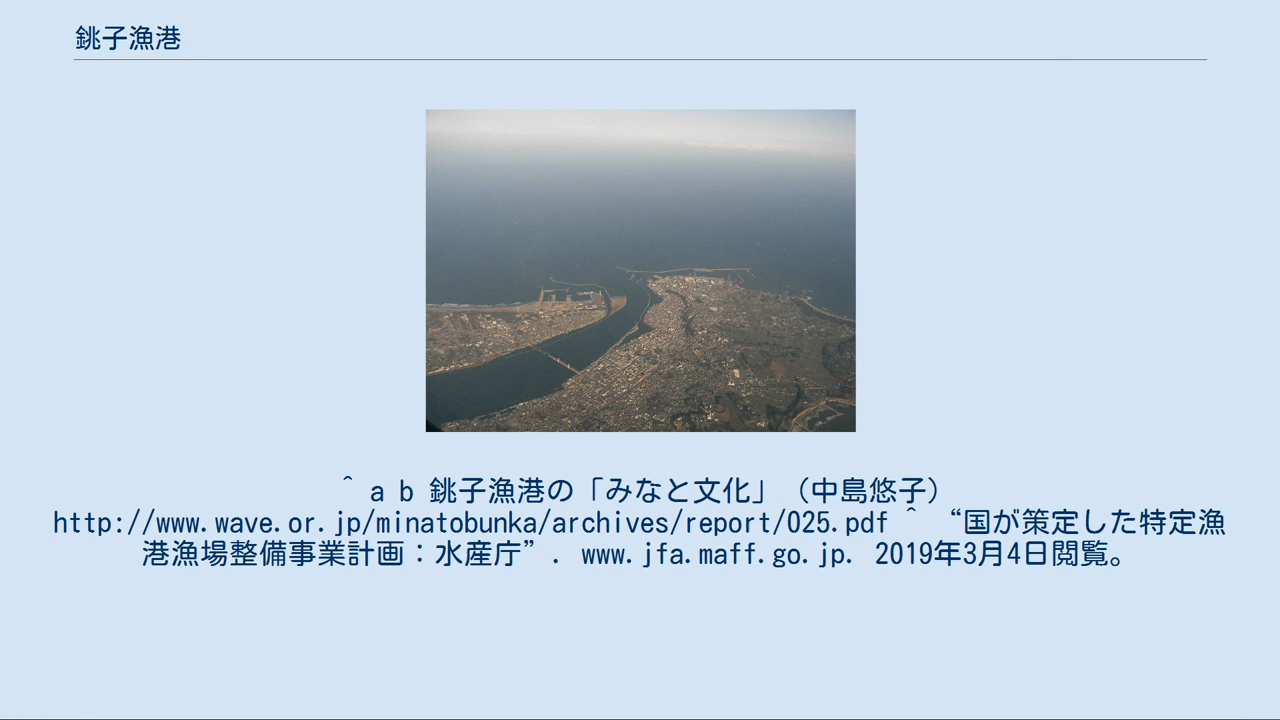 銚子漁港
^ a b 銚子漁港の「みなと文化」（中島悠子）
http://www.wave.or.jp/minatobunka/archives/report/025.pdf ^ “国が策定した特定漁
港漁場整備事業計画：水産庁”. www.jfa.maff.go.jp. 2019年3月4日閲覧。